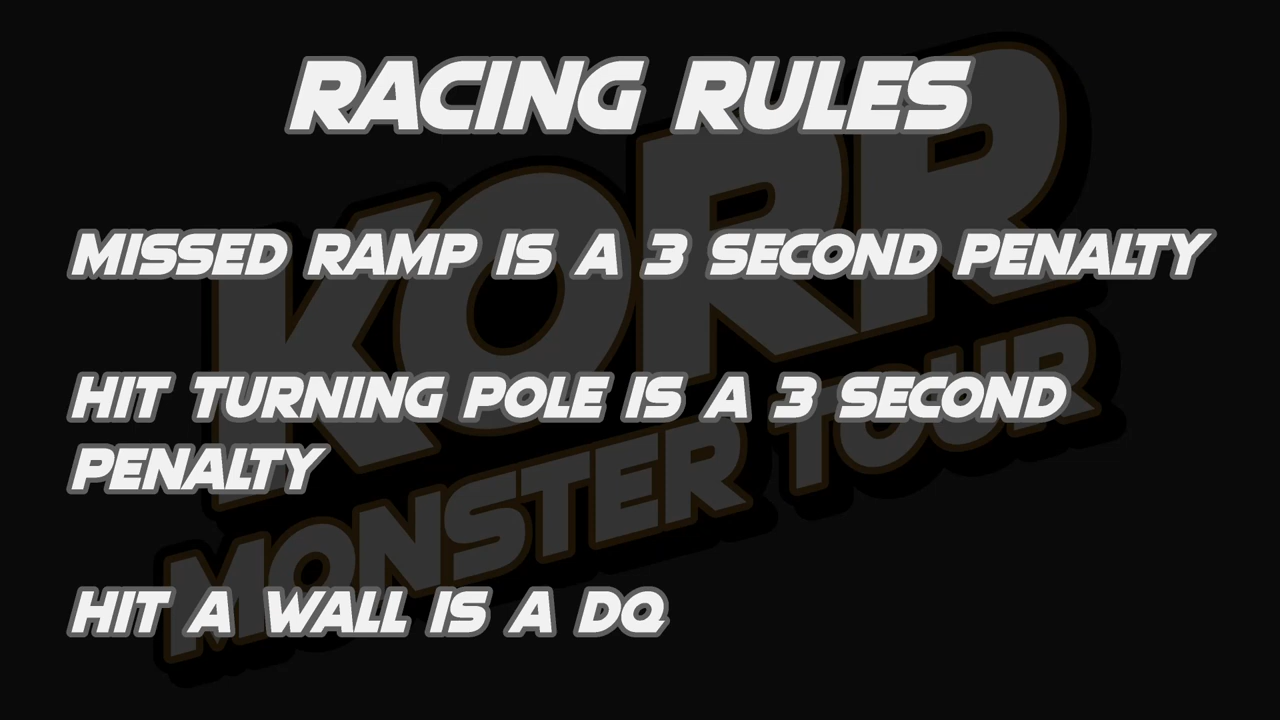 RACING RULES
MISSED RAMP IS A 3 SECOND PENALTY
HIT TURNING POLE IS A 3 SECOND
PENALTY
HIT A WALL IS A DQ
KORR
MONSTER TOUR